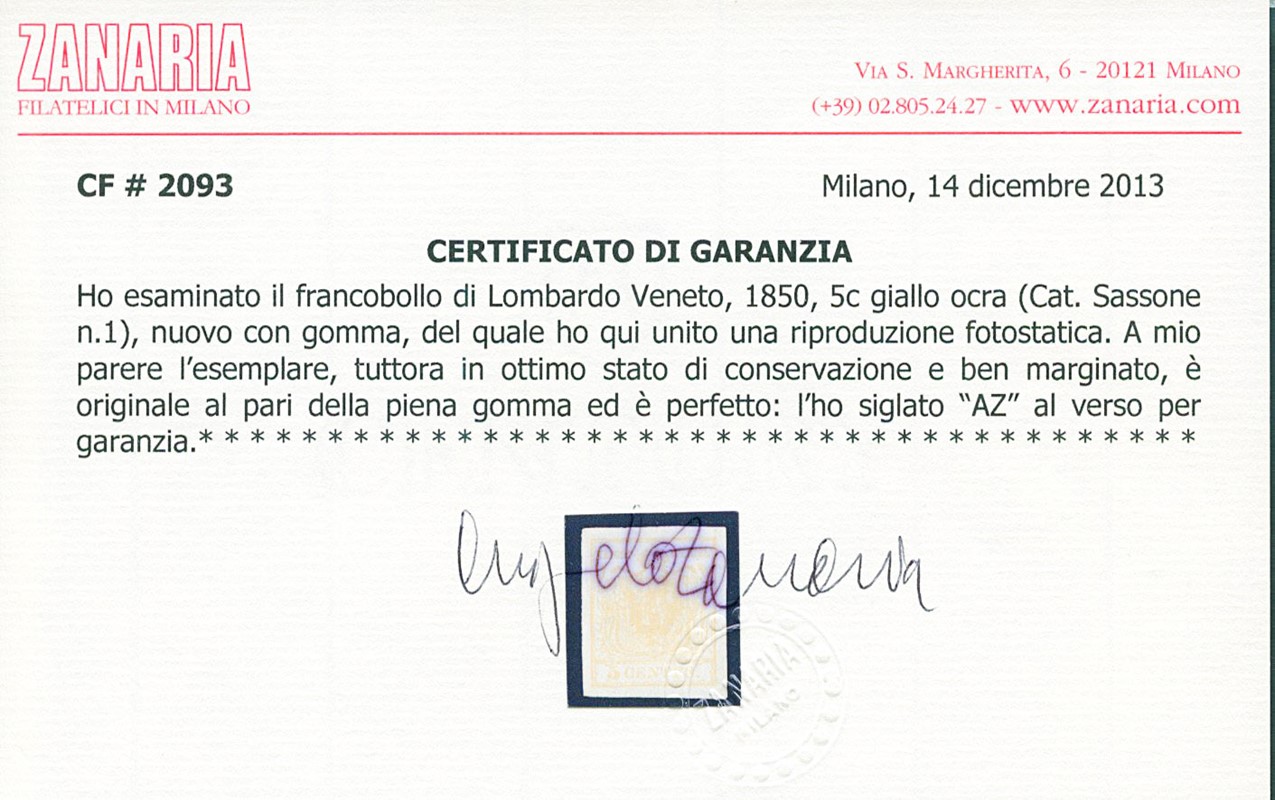 ZANARIA
FILATELICI IN MILANO
VIA S. MARGHERITA, 6 - 20121 MILANO
(+39) 02.805.24.27 - www.zanaria.com
CF # 2093
Milano, 14 dicembre 2013
CERTIFICATO DI GARANZIA
Ho esaminato il francobollo di Lombardo Veneto, 1850, 5c giallo ocra (Cat. Sassone
n.1), nuovo con gomma, del quale ho qui unito una riproduzione fotostatica. A mio
parere l'esemplare, tuttora in ottimo stato di conservazione e ben marginato, è
originale al pari della piena gomma ed è perfetto: l'ho siglato “AZ” al verso per
garanzia.* * * * * * * * * * * * * * * * * * * * * * * * * * * * * * * * * * * * * * *
Angelo Zanaria
ZANARIA
MILANO